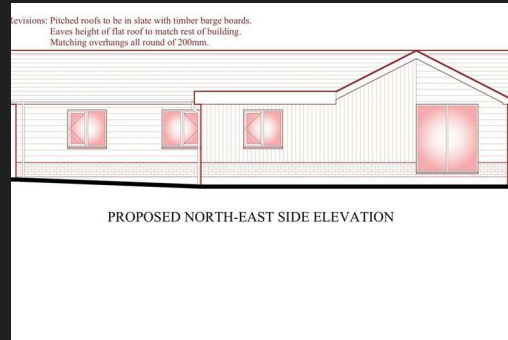 Revisions: Pitched roofs to be in slate with timber barge boards.
Eaves height of flat roof to match rest of building.
Matching overhangs all round of 200mm.
PROPOSED NORTH-EAST SIDE ELEVATION